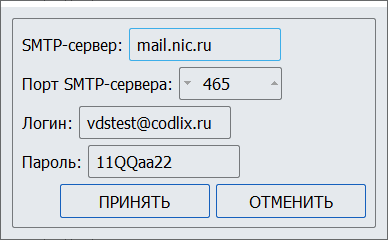 SMTP-сервер: mail.nic.ru
Порт SMTP-сервера: 465
Логин: vdstest@codlix.ru
Пароль: 11QQaa22
ПРИНЯТЬ ОТМЕНИТЬ